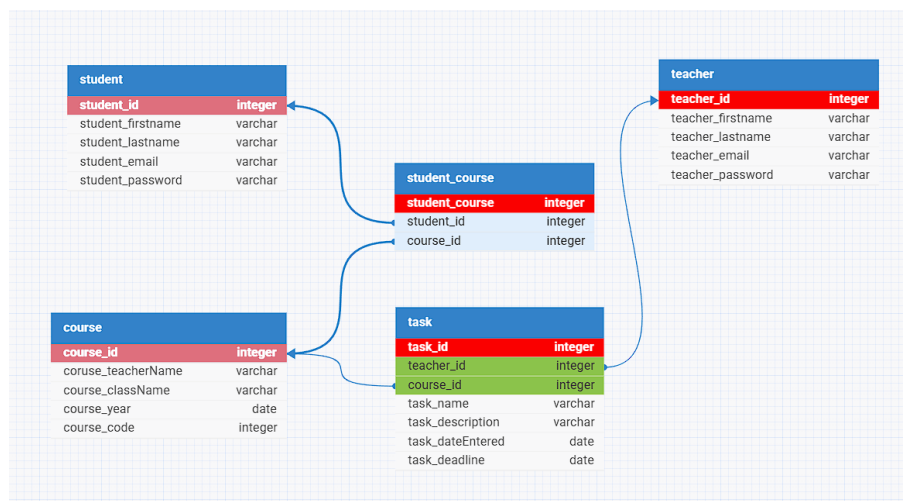 student
student_id integer
student_firstname varchar
student_lastname varchar
student_email varchar
student_password varchar
teacher
teacher_id integer
teacher_firstname varchar
teacher_lastname varchar
teacher_email varchar
teacher_password varchar
student_course
student_course integer
student_id integer
course_id integer
course
course_id integer
coruse_teacherName varchar
course_className varchar
course_year date
course_code integer
task
task_id integer
teacher_id integer
course_id integer
task_name varchar
task_description varchar
task_dateEntered date
task_deadline date